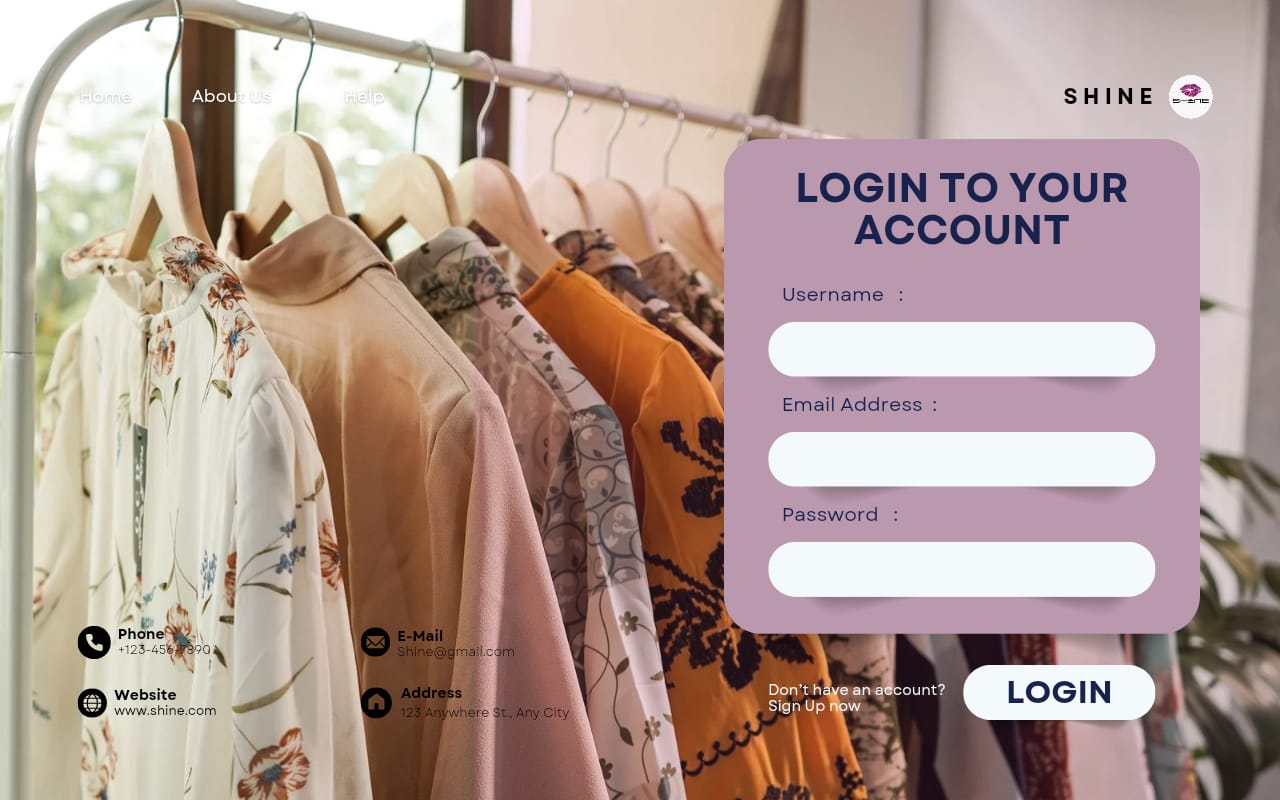 Home
About Us
Help
SHINE
SHINE
LOGIN TO YOUR
ACCOUNT
Username :
Email Address :
Password :
Phone
+123-456-7890
E-Mail
Shine@gmail.com
Website
www.shine.com
Address
123 Anywhere St., Any City
Don't have an account?
Sign Up now
LOGIN